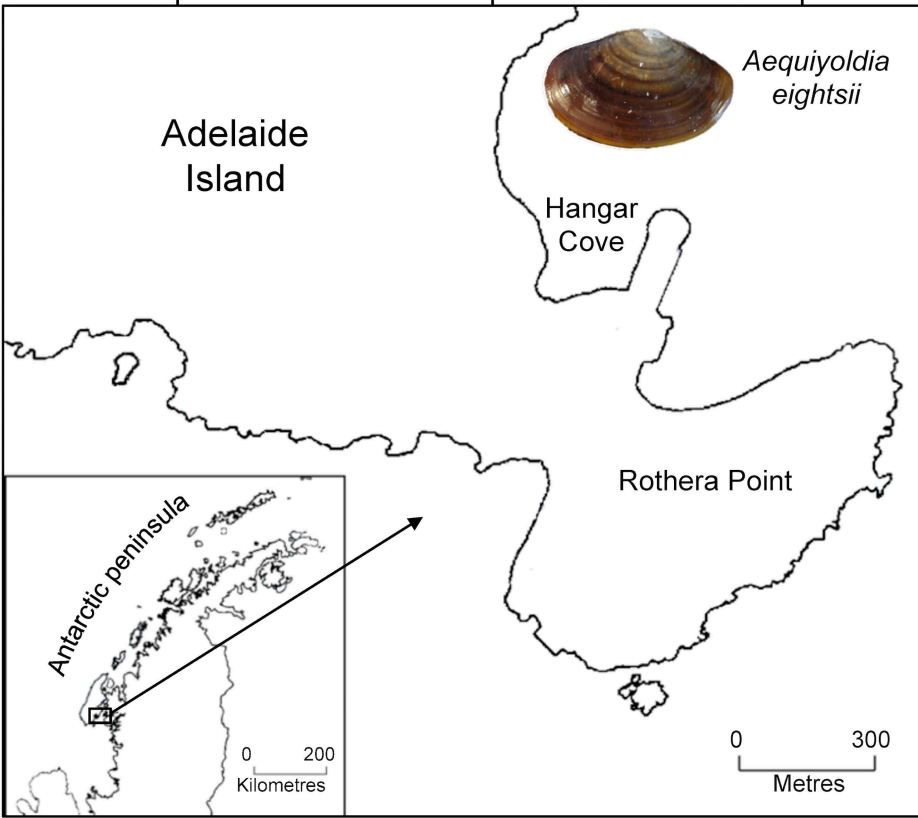 Aequiyoldia
eightsii
Adelaide
Island
Hangar
Cove
Rothera Point
Antarctic peninsula
0 200
Kilometres
0 300
Metres